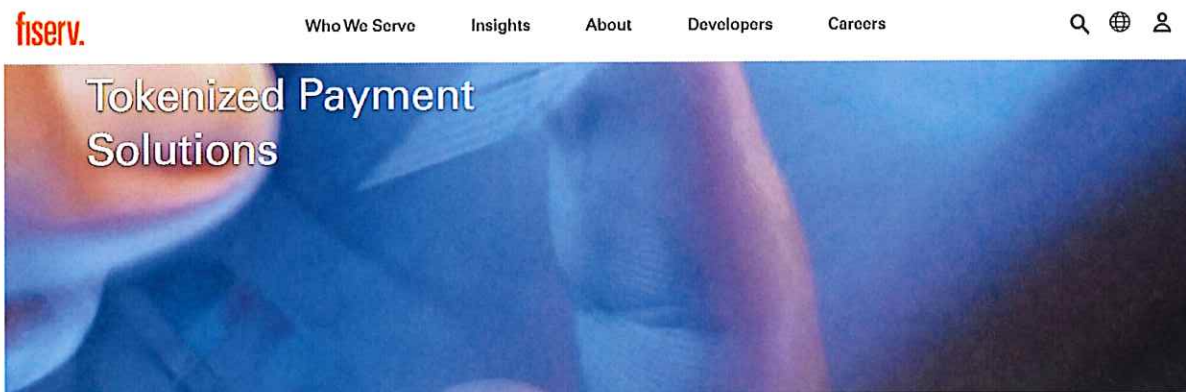 fiserv.
Who We Serve
Insights
About
Developers
Careers
Tokenized Payment
Solutions